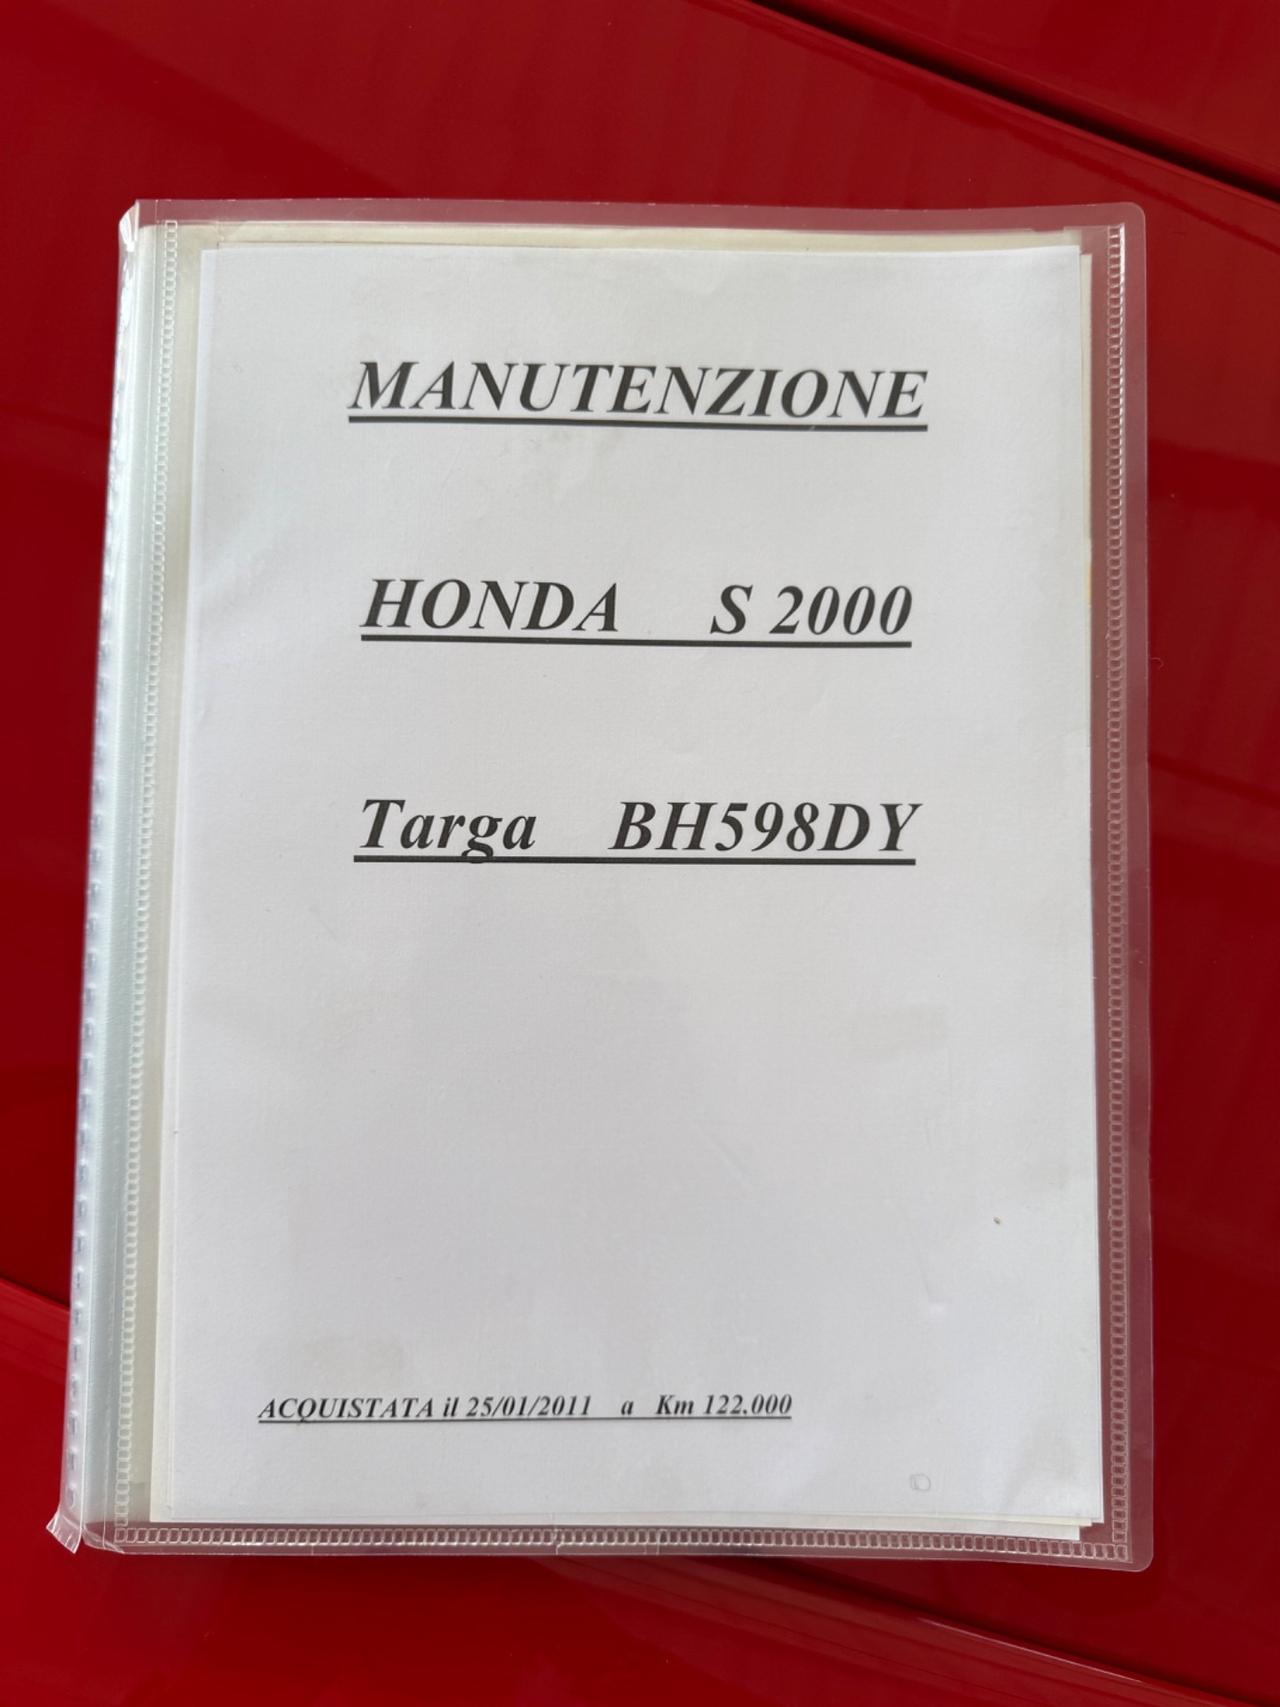 MANUTENZIONE
HONDA S 2000
Targa BH598DY
ACQUISTATA il 25/01/2011 a Km 122.000